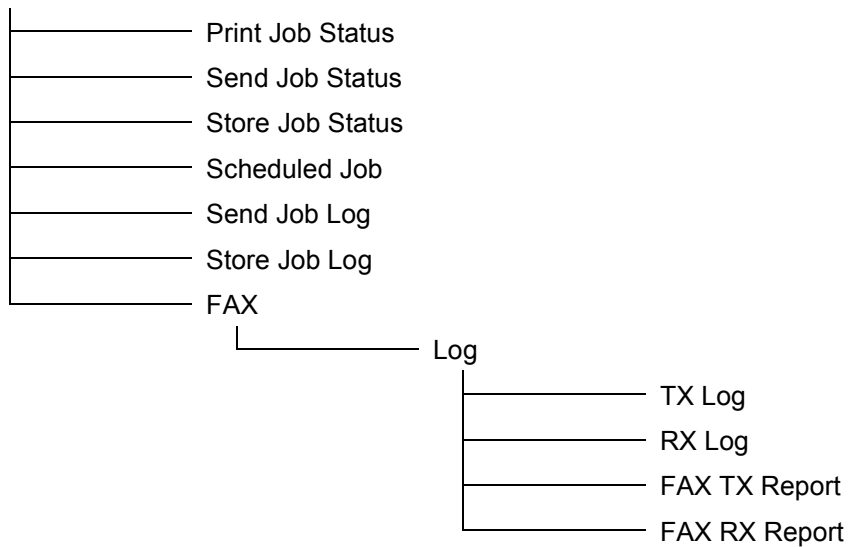 Print Job Status
Send Job Status
Store Job Status
Scheduled Job
Send Job Log
Store Job Log
FAX
Log
TX Log
RX Log
FAX TX Report
FAX RX Report